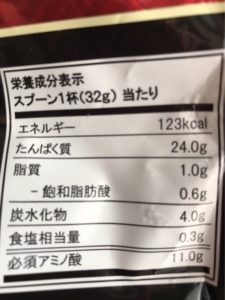 栄養成分表示
スプーン1杯(32g) 当たり
エネルギー 123kcal
たんぱく質 24.0g
脂質 1.0g
- 飽和脂肪酸 0.6g
炭水化物 4.0g
食塩相当量 0.3g
必須アミノ酸 11.0g